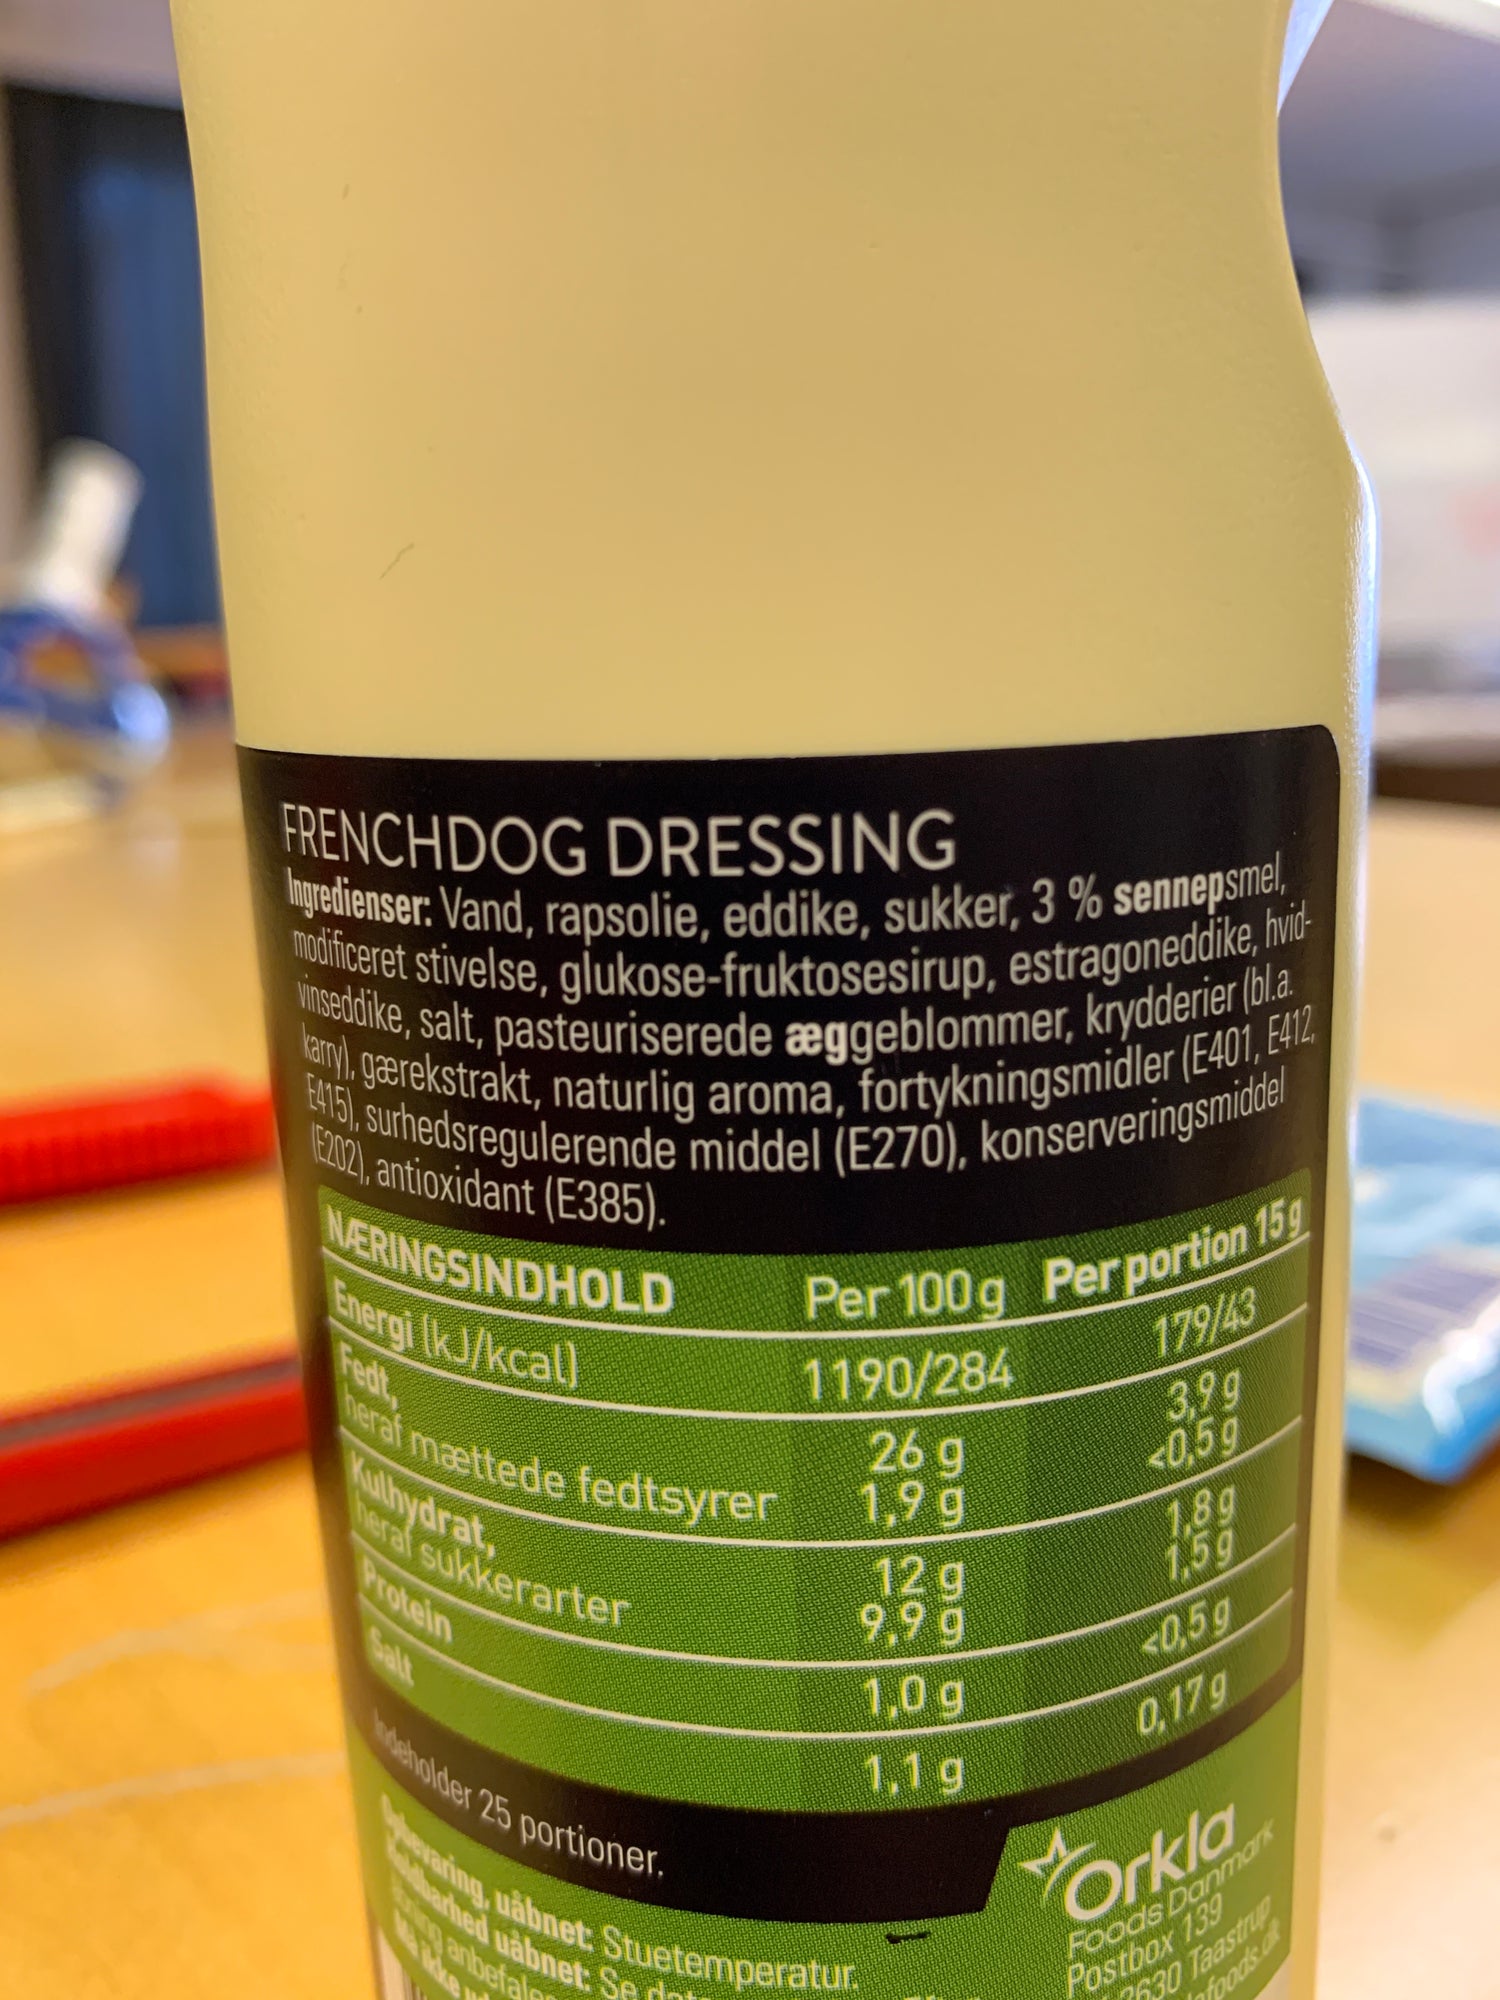 FRENCHDOG DRESSING
Ingredienser: Vand, rapsolie, eddike, sukker, 3 % sennepsmel,
modificeret stivelse, glukose-fruktosesirup, estragoneddike, hvid-
vinseddike, salt, pasteuriserede æggeblommer, krydderier (bl.a.
karry), gærekstrakt, naturlig aroma, fortykningsmidler (E401, E412,
E415), surhedsregulerende middel (E270), konserveringsmiddel
(E202), antioxidant (E385).
NÆRINGSINDHOLD Per 100 g Per portion 15 g
Energi (kJ/kcal) 1190/284 179/43
Fedt, 26 g 3,9 g
heraf mættede fedtsyrer 1,9 g <0,5 g
Kulhydrat, 12 g 1,8 g
heraf sukkerarter 9,9 g 1,5 g
Protein 1,0 g <0,5 g
Salt 1,1 g 0,17 g
Indeholder 25 portioner.
Opbevaring, uåbnet: Stuetemperatur.
Holdbarhed uåbnet: Se
Må ikke
Orkla
Foods Danmark
Postbox 139
2630 Taastrup